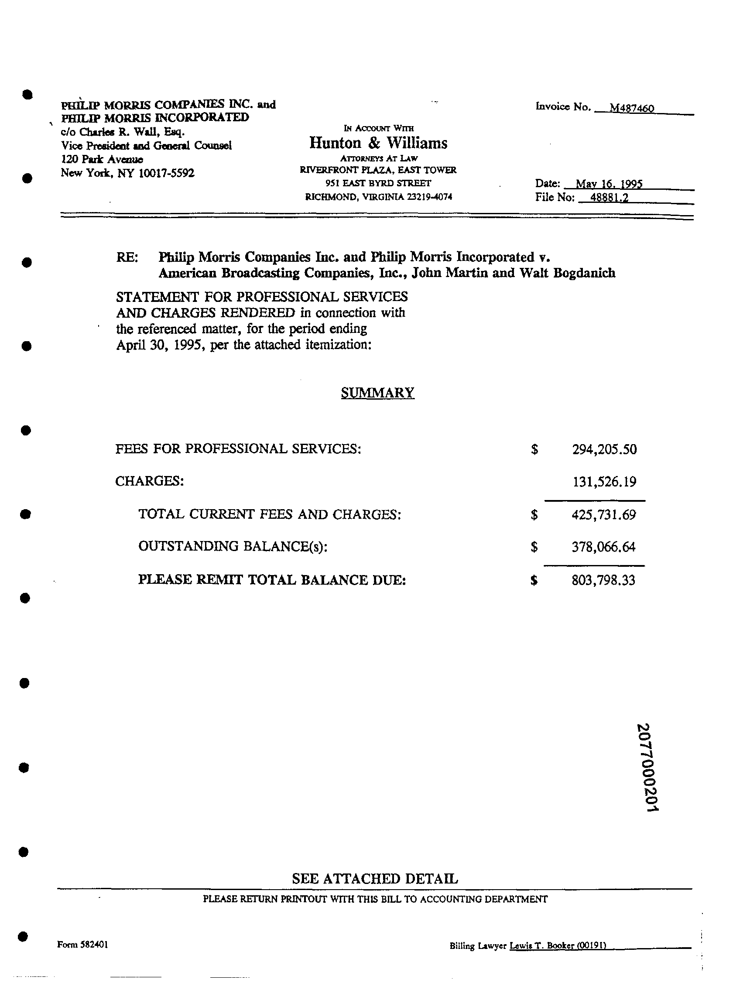 PHILIP MORRIS COMPANIES INC. and
PHILIP MORRIS INCORPORATED
c/o Charles R. Wall, Esq.
Vice President and General Counsel
120 Park Avenue
New York, NY 10017-5592
IN ACCOUNT WITH
Hunton & Williams
ATTORNEYS AT LAW
RIVERFRONT PLAZA, EAST TOWER
951 EAST BYRD STREET
RICHMOND, VIRGINIA 23219-4074
Invoice No. M487460
Date: May 16, 1995
File No: 48881.2
RE: Philip Morris Companies Inc. and Philip Morris Incorporated v.
American Broadcasting Companies, Inc., John Martin and Walt Bogdanich
STATEMENT FOR PROFESSIONAL SERVICES
AND CHARGES RENDERED in connection with
the referenced matter, for the period ending
April 30, 1995, per the attached itemization:
SUMMARY
FEES FOR PROFESSIONAL SERVICES: $ 294,205.50
CHARGES: 131,526.19
TOTAL CURRENT FEES AND CHARGES: $ 425,731.69
OUTSTANDING BALANCE(s): $ 378,066.64
PLEASE REMIT TOTAL BALANCE DUE: $ 803,798.33
2077000201
SEE ATTACHED DETAIL
PLEASE RETURN PRINTOUT WITH THIS BILL TO ACCOUNTING DEPARTMENT
Form 582401
Billing Lawyer Lewis T. Booker (00191)